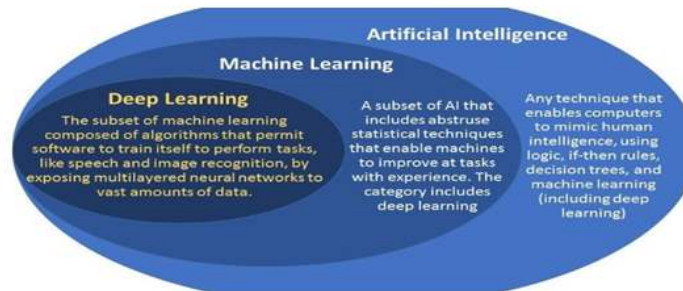 Artificial Intelligence
Machine Learning
Deep Learning
The subset of machine learning
composed of algorithms that permit
software to train itself to perform tasks,
like speech and image recognition, by
exposing multilayered neural networks to
vast amounts of data.
A subset of AI that
includes abstruse
statistical techniques
that enable machines
to improve at tasks
with experience. The
category includes
deep learning
Any technique that
enables computers
to mimic human
intelligence, using
logic, if-then rules,
decision trees, and
machine learning
(including deep
learning)